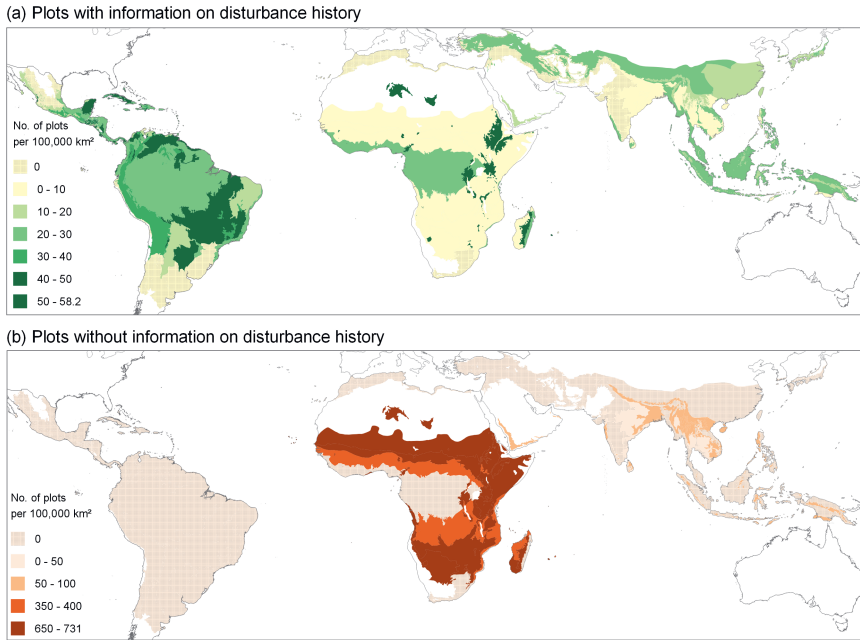 (a) Plots with information on disturbance history
No. of plots
per 100,000 km²
0
0 - 10
10 - 20
20 - 30
30 - 40
40 - 50
50 - 58.2
(b) Plots without information on disturbance history
No. of plots
per 100,000 km²
0
0 - 50
50 - 100
350 - 400
650 - 731